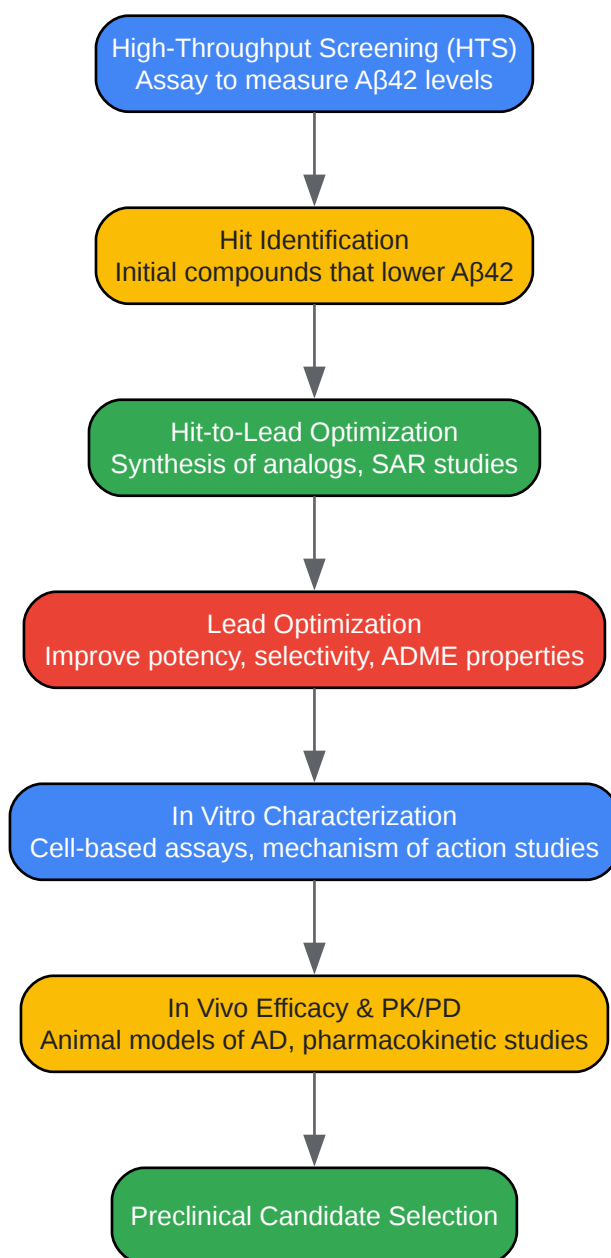 High-Throughput Screening (HTS)
Assay to measure Aβ42 levels
Hit Identification
Initial compounds that lower Aβ42
Hit-to-Lead Optimization
Synthesis of analogs, SAR studies
Lead Optimization
Improve potency, selectivity, ADME properties
In Vitro Characterization
Cell-based assays, mechanism of action studies
In Vivo Efficacy & PK/PD
Animal models of AD, pharmacokinetic studies
Preclinical Candidate Selection